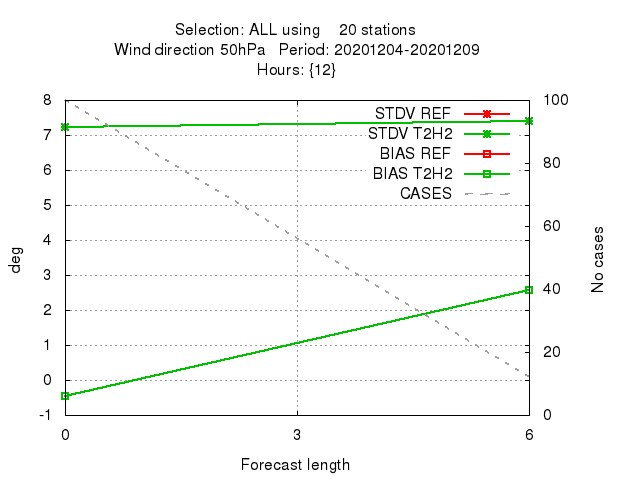 Selection: ALL using    20 stations
Wind direction 50hPa   Period: 20201204-20201209
Hours: {12}
STDV REF
STDV T2H2
BIAS REF
BIAS T2H2
CASES
8
7
6
5
4
3
2
1
0
-1
100
80
60
40
20
0
deg
No cases
0 3 6
Forecast length